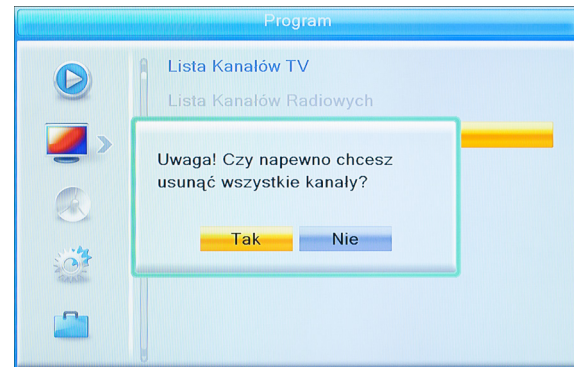 Program
Lista Kanałów TV
Lista Kanałów Radiowych
Uwaga! Czy napewno chcesz
usunąć wszystkie kanały?
Tak Nie